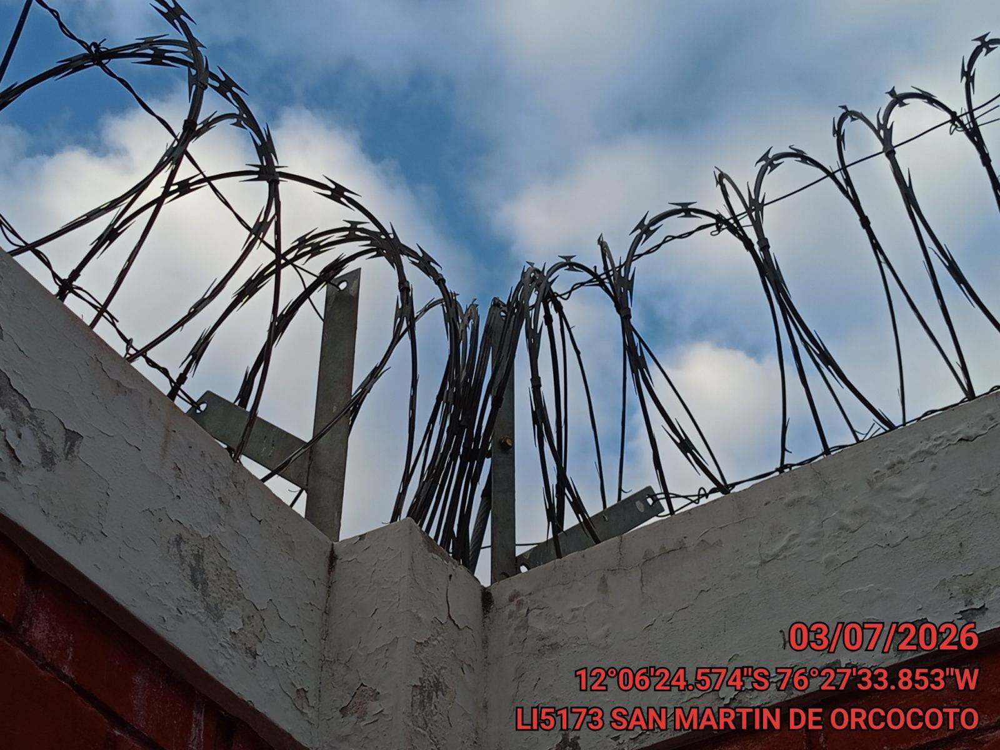 03/07/2026
12°06'24.574"S 76°27'33.853"W
LI5173 SAN MARTIN DE ORCOCOTO